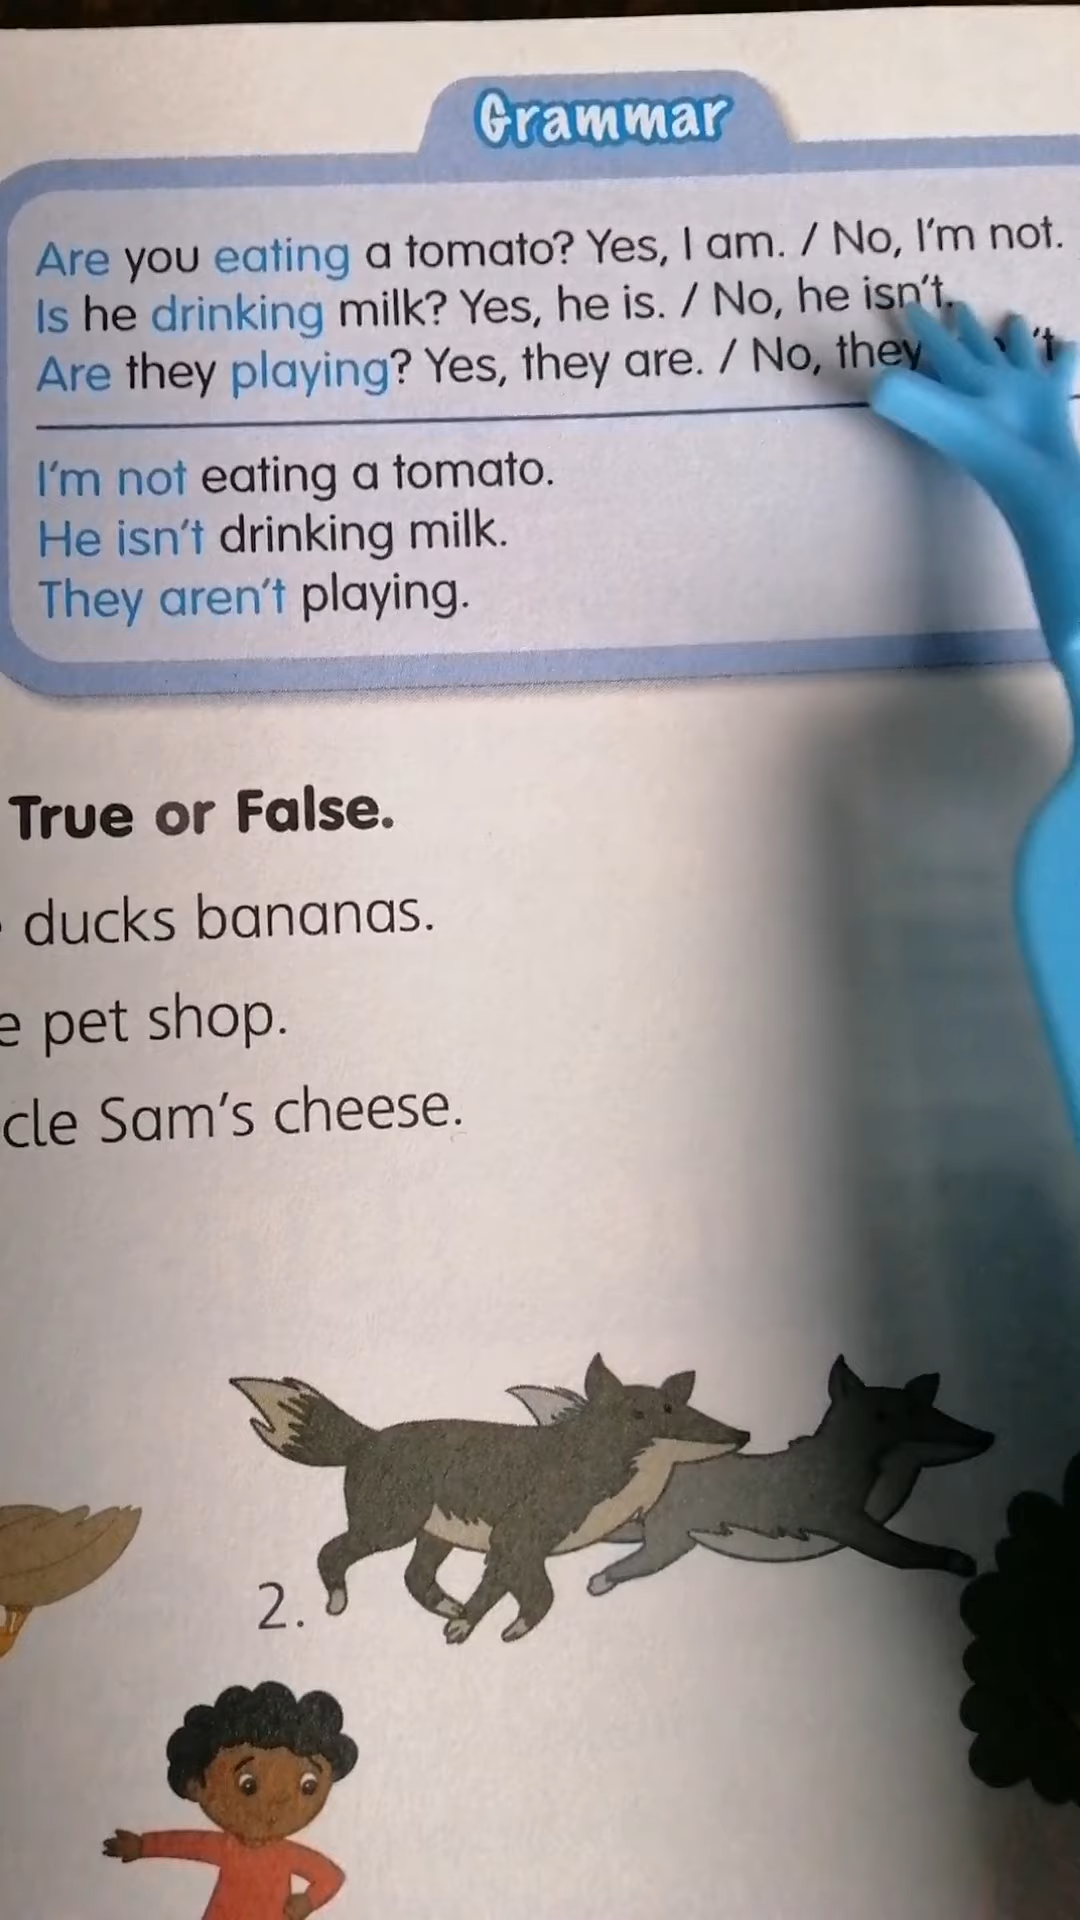 Grammar
Are you eating a tomato? Yes, I am. / No, I'm not.
Is he drinking milk? Yes, he is. / No, he isn't.
Are they playing? Yes, they are. / No, they
I'm not eating a tomato.
He isn't drinking milk.
They aren't playing.
True or False.
ducks bananas.
pet shop.
Sam's cheese.
2.